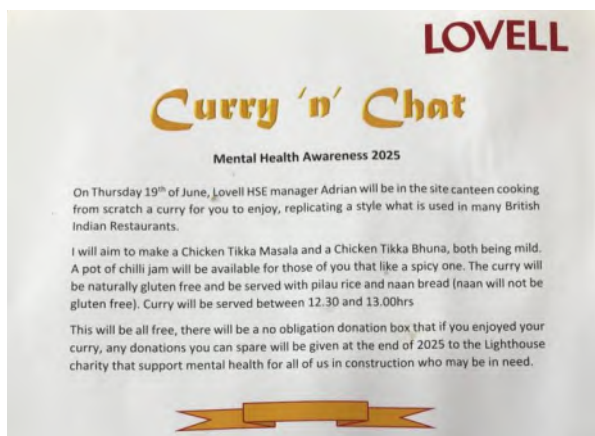 LOVELL
Curry 'n' Chat
Mental Health Awareness 2025
On Thursday 19th of June, Lovell HSE manager Adrian will be in the site canteen cooking
from scratch a curry for you to enjoy, replicating a style what is used in many British
Indian Restaurants.
I will aim to make a Chicken Tikka Masala and a Chicken Tikka Bhuna, both being mild.
A pot of chilli jam will be available for those of you that like a spicy one. The curry will
be naturally gluten free and be served with pilau rice and naan bread (naan will not be
gluten free). Curry will be served between 12.30 and 13.00hrs
This will be all free, there will be a no obligation donation box that if you enjoyed your
curry, any donations you can spare will be given at the end of 2025 to the Lighthouse
charity that support mental health for all of us in construction who may be in need.